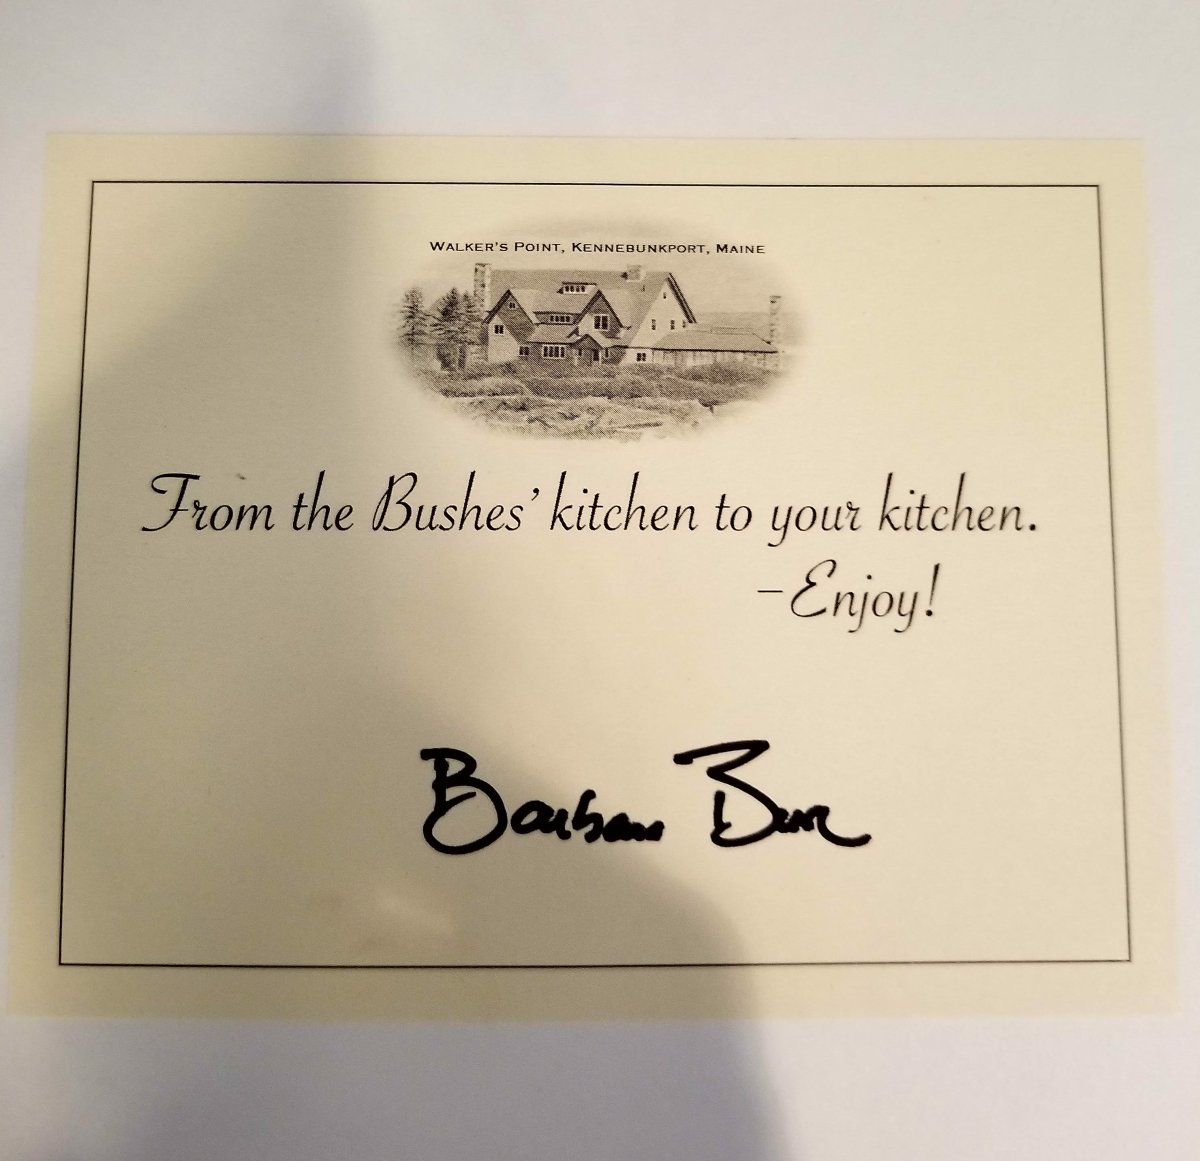 WALKER'S POINT, KENNEBUNKPORT, MAINE
From the Bushes' kitchen to your kitchen.
–Enjoy!
Barbara Bush